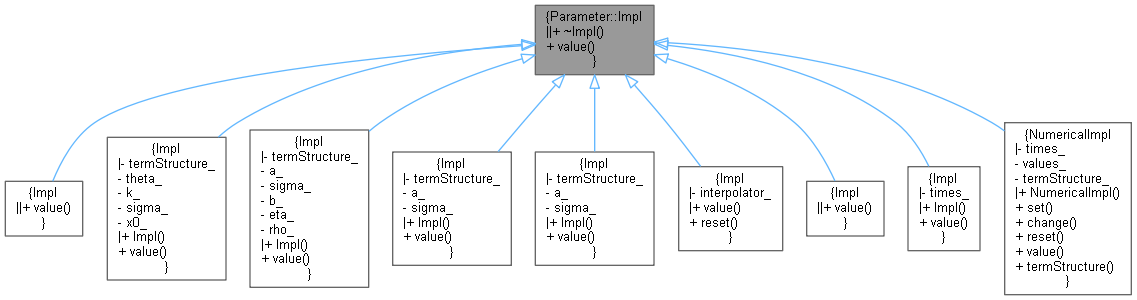 {Parameter::Impl
||+ ~Impl()
+ value()
}
{Impl
||+ value()
}
{Impl
|- termStructure_
- theta_
- k_
- sigma_
- x0_
|+ Impl()
+ value()
}
{Impl
|- termStructure_
- a_
- sigma_
- b_
- eta_
- rho_
|+ Impl()
+ value()
}
{Impl
|- termStructure_
- a_
- sigma_
|+ Impl()
+ value()
}
{Impl
|- termStructure_
- a_
- sigma_
|+ Impl()
+ value()
}
{Impl
|- interpolator_
|+ value()
+ reset()
}
{Impl
||+ value()
}
{Impl
|- times_
|+ Impl()
+ value()
}
{NumericalImpl
|- times_
- values_
- termStructure_
|+ NumericalImpl()
+ set()
+ change()
+ reset()
+ value()
+ termStructure()
}